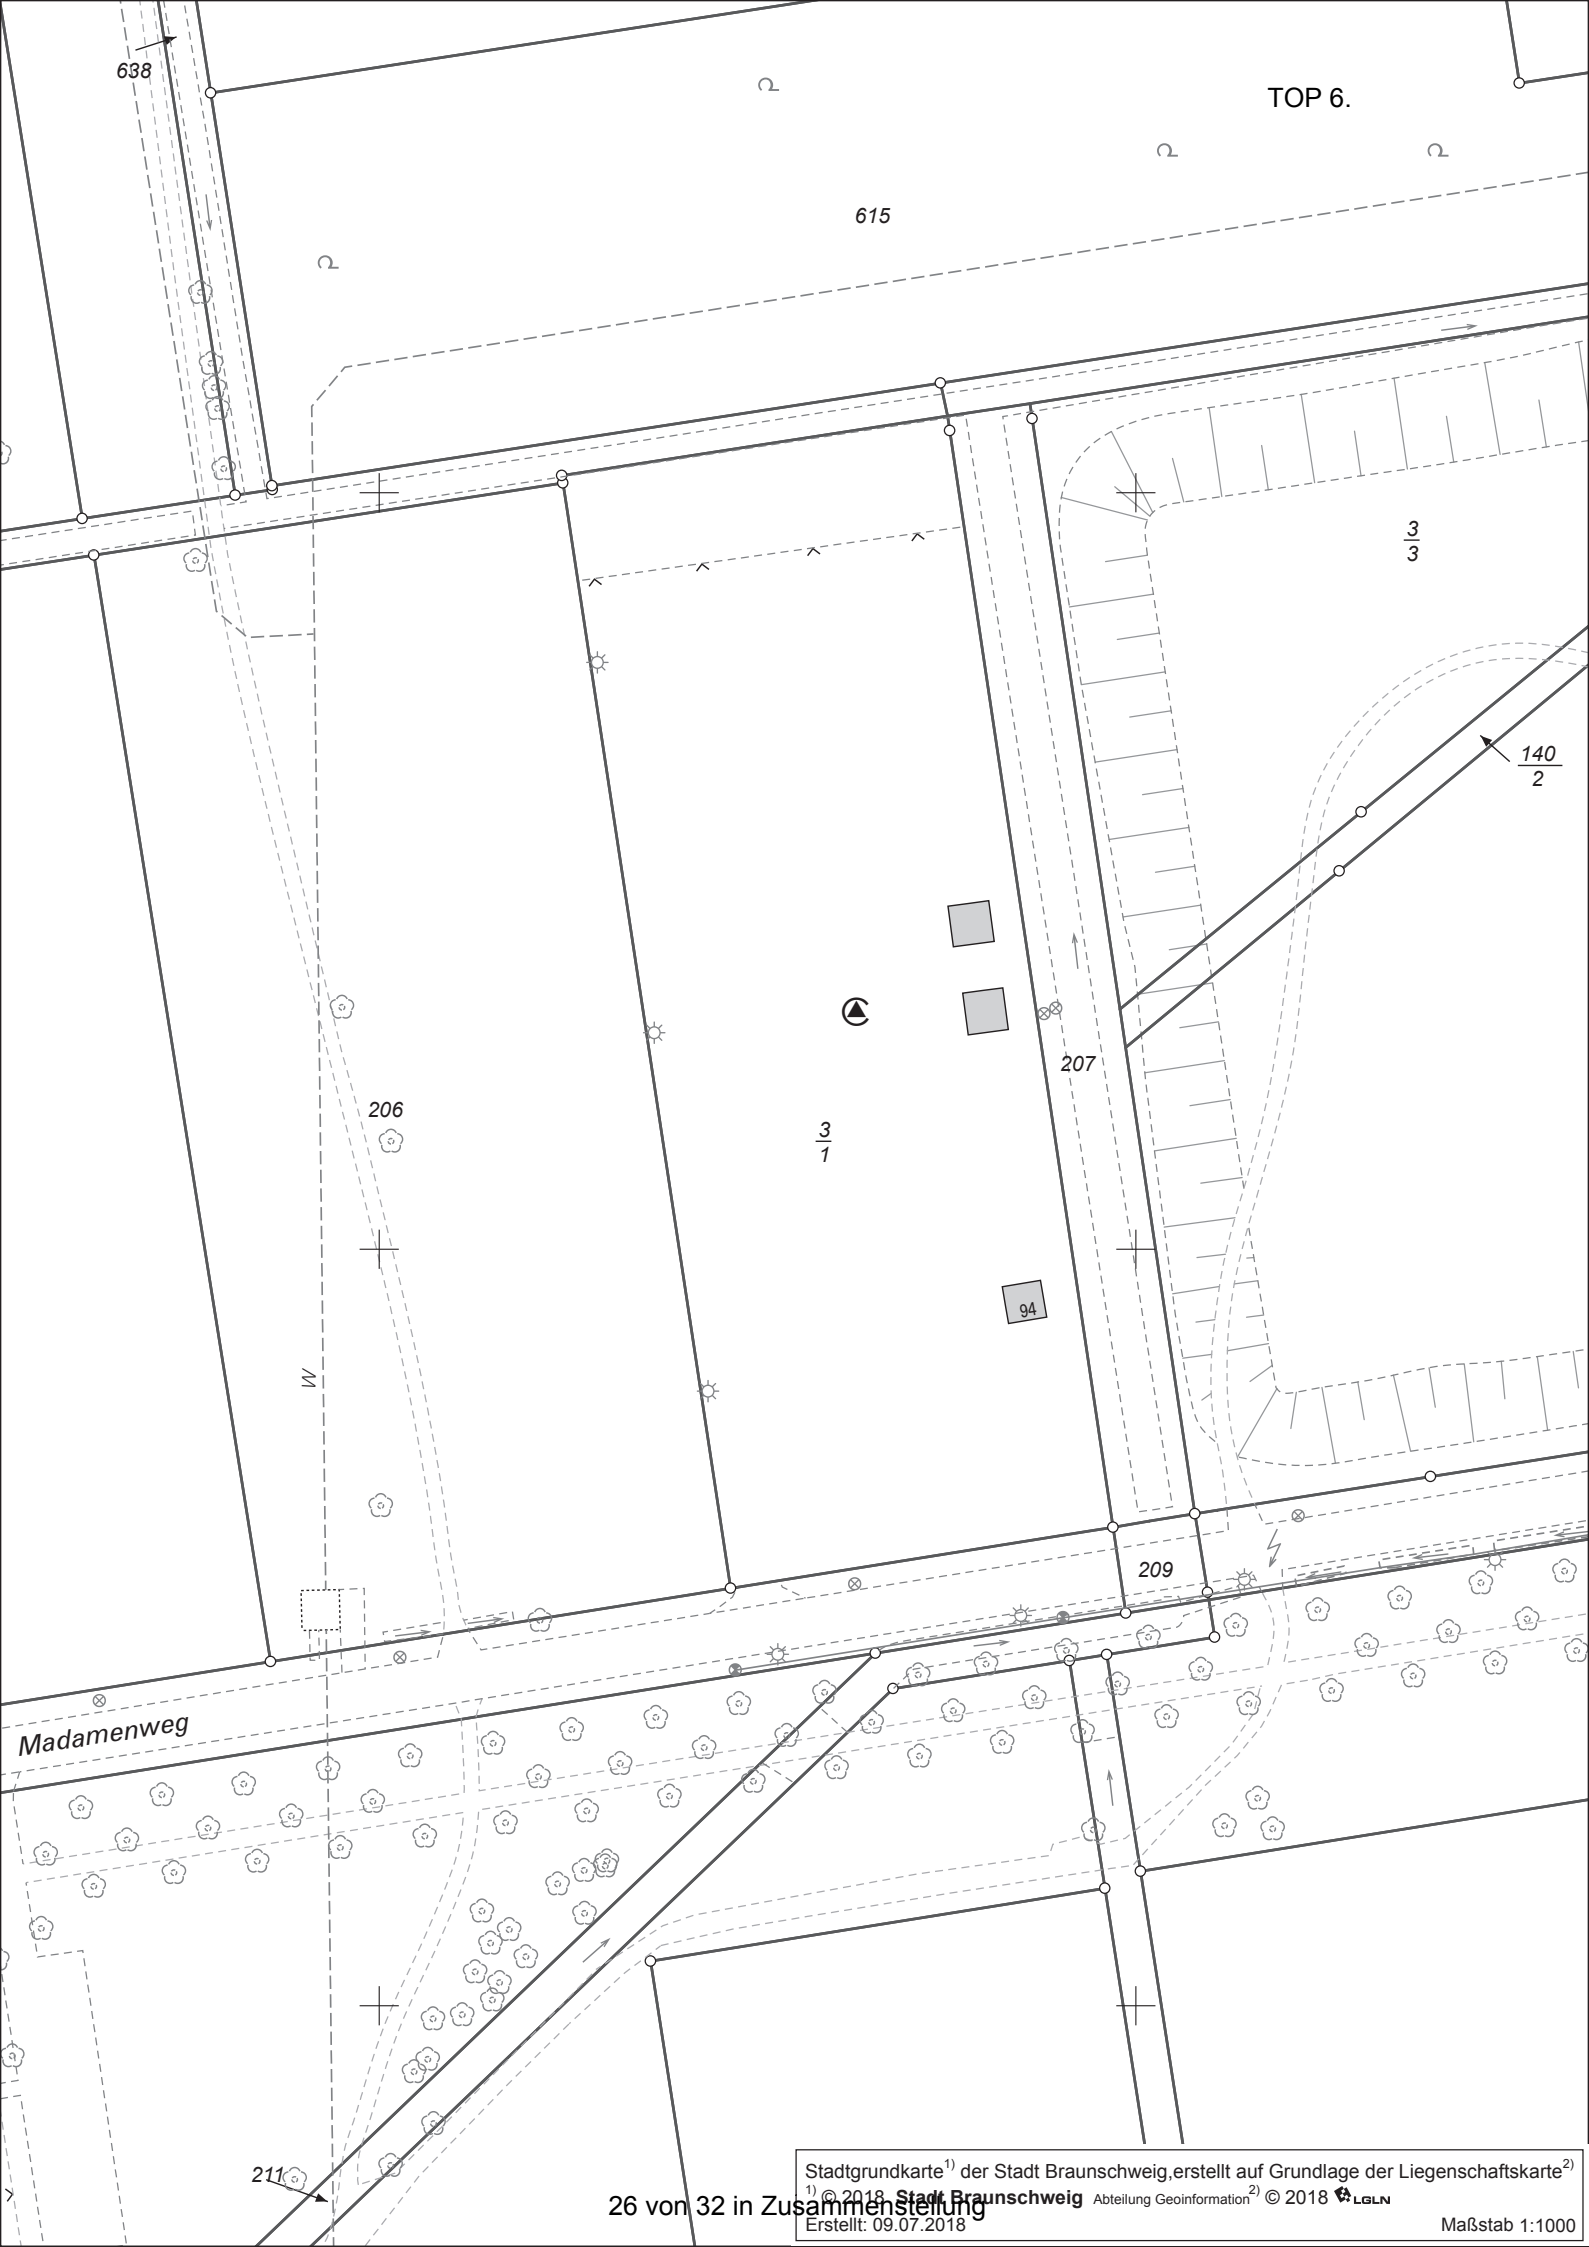 638
TOP 6.
615
3
3
140
2
207
206
3
1
94
W
209
Madamenweg
211
Stadtgrundkarte1) der Stadt Braunschweig,erstellt auf Grundlage der Liegenschaftskarte2)
1) © 2018 Stadt Braunschweig Abteilung Geoinformation2) © 2018 LGLN
26 von 32 in Zusammenstellung
Erstellt: 09.07.2018 Maßstab 1:1000